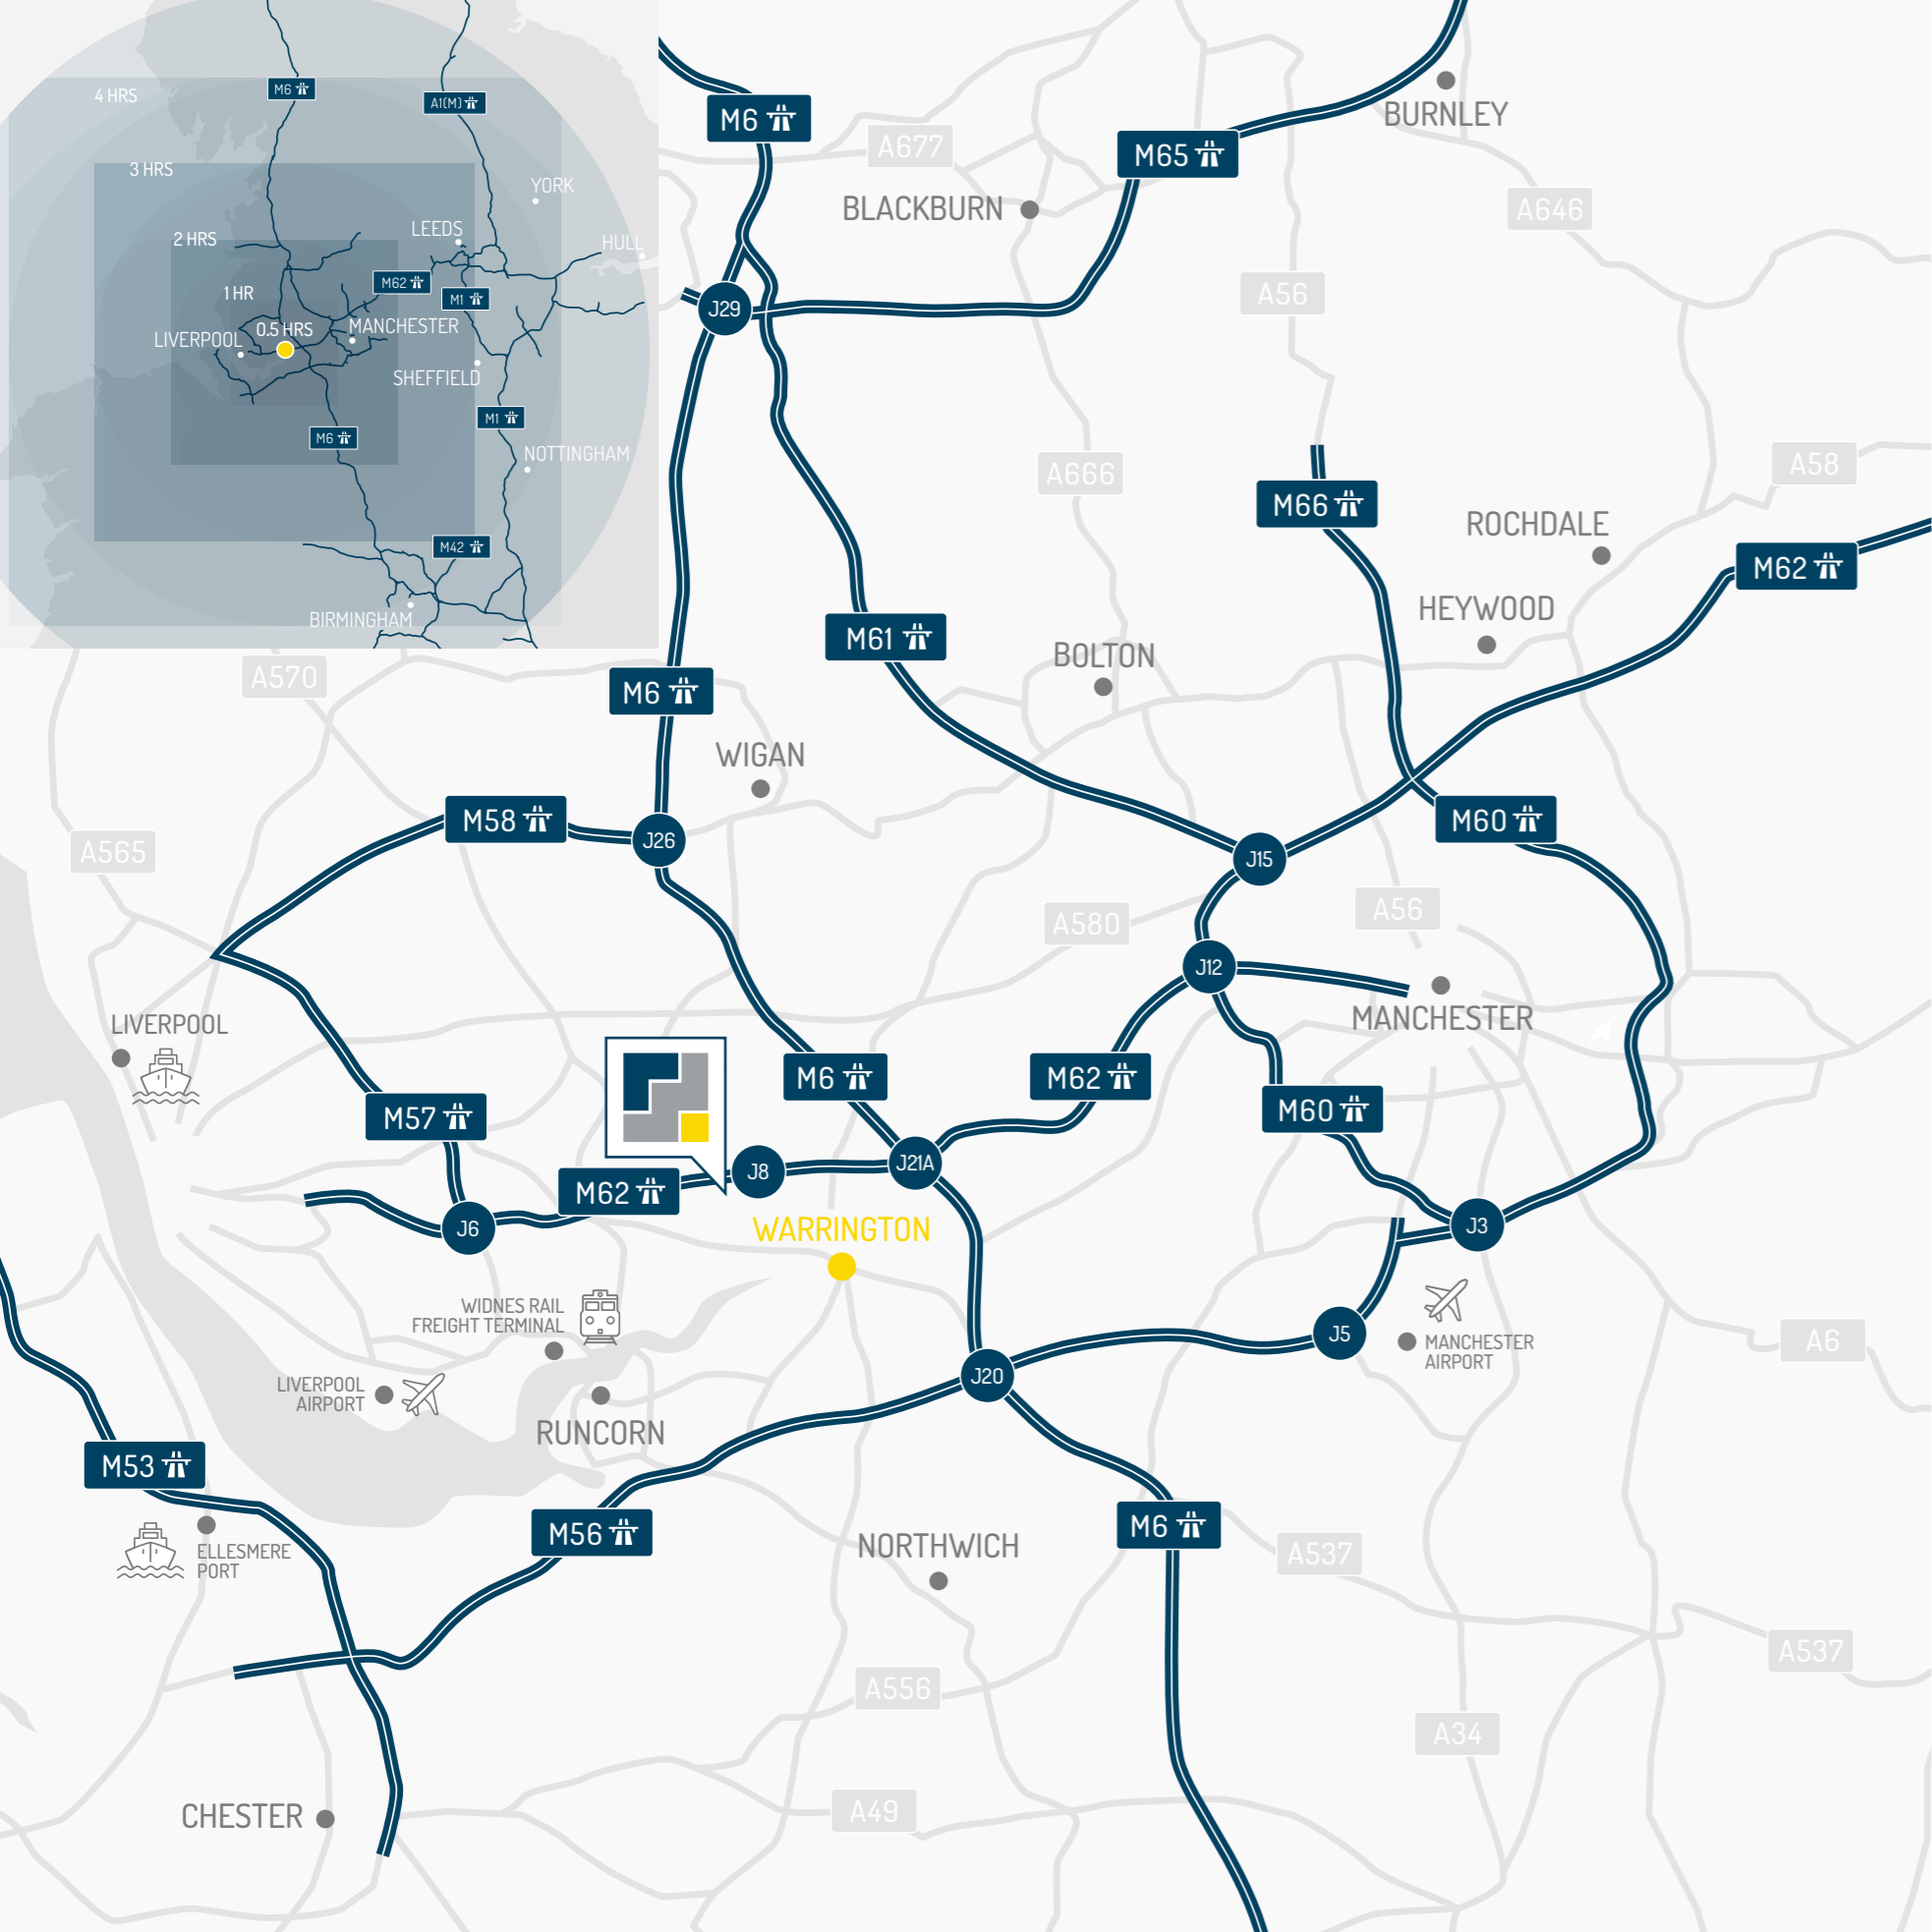 4 HRS
M6
A1(M)
3 HRS
YORK
2 HRS
LEEDS
HULL
M62
1 HR
M1
0.5 HRS
MANCHESTER
LIVERPOOL
SHEFFIELD
M1
M6
NOTTINGHAM
M42
BIRMINGHAM
M6
BURNLEY
A677
M65
BLACKBURN
A646
A56
J29
A666
A58
M66
ROCHDALE
M62
HEYWOOD
M61
BOLTON
A570
M6
WIGAN
M58
M60
J26
A565
J15
A580
A56
J12
MANCHESTER
LIVERPOOL
M6
M62
M57
M60
J21A
J8
M62
J6
WARRINGTON
J3
WIDNES RAIL
FREIGHT TERMINAL
J5
MANCHESTER
AIRPORT
A6
J20
LIVERPOOL
AIRPORT
RUNCORN
M53
M56
M6
NORTHWICH
ELLESMERE
PORT
A537
A537
A556
A34
CHESTER
A49